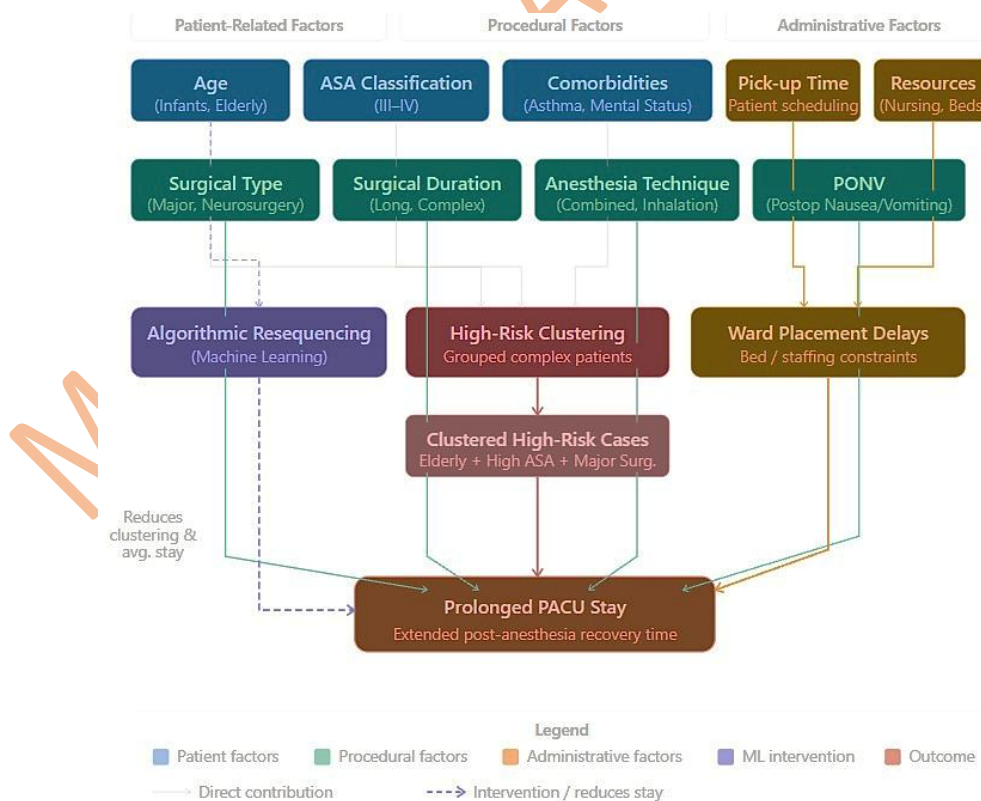 Patient-Related Factors
Procedural Factors
Administrative Factors
Age
(Infants, Elderly)
ASA Classification
(III–IV)
Comorbidities
(Asthma, Mental Status)
Pick-up Time
Patient scheduling
Resources
(Nursing, Beds
Surgical Type
(Major, Neurosurgery)
Surgical Duration
(Long, Complex)
Anesthesia Technique
(Combined, Inhalation)
PONV
(Postop Nausea/Vomiting)
Algorithmic Resequencing
(Machine Learning)
High-Risk Clustering
Grouped complex patients
Ward Placement Delays
Bed / staffing constraints
Clustered High-Risk Cases
Elderly + High ASA + Major Surg.
Reduces
clustering &
avg. stay
Prolonged PACU Stay
Extended post-anesthesia recovery time
Legend
Patient factors
Procedural factors
Administrative factors
ML intervention
Outcome
Direct contribution
Intervention / reduces stay